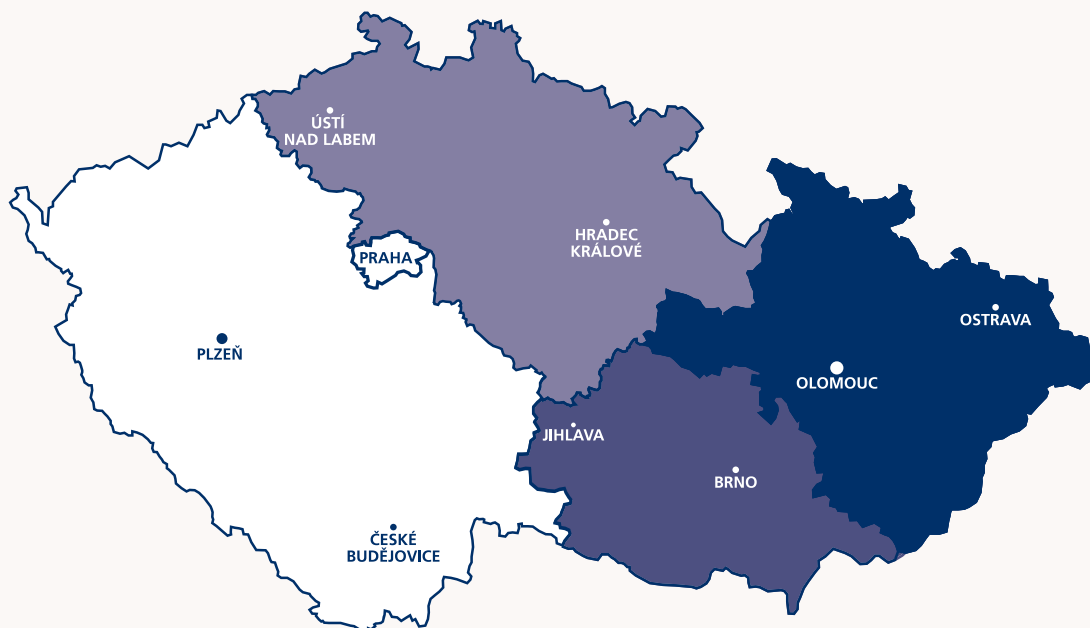 ÚSTÍ
NAD LABEM
HRADEC
KRÁLOVÉ
PRAHA
OSTRAVA
PLZEŇ
OLOMOUC
JIHLAVA
BRNO
ČESKÉ
BUDĚJOVICE